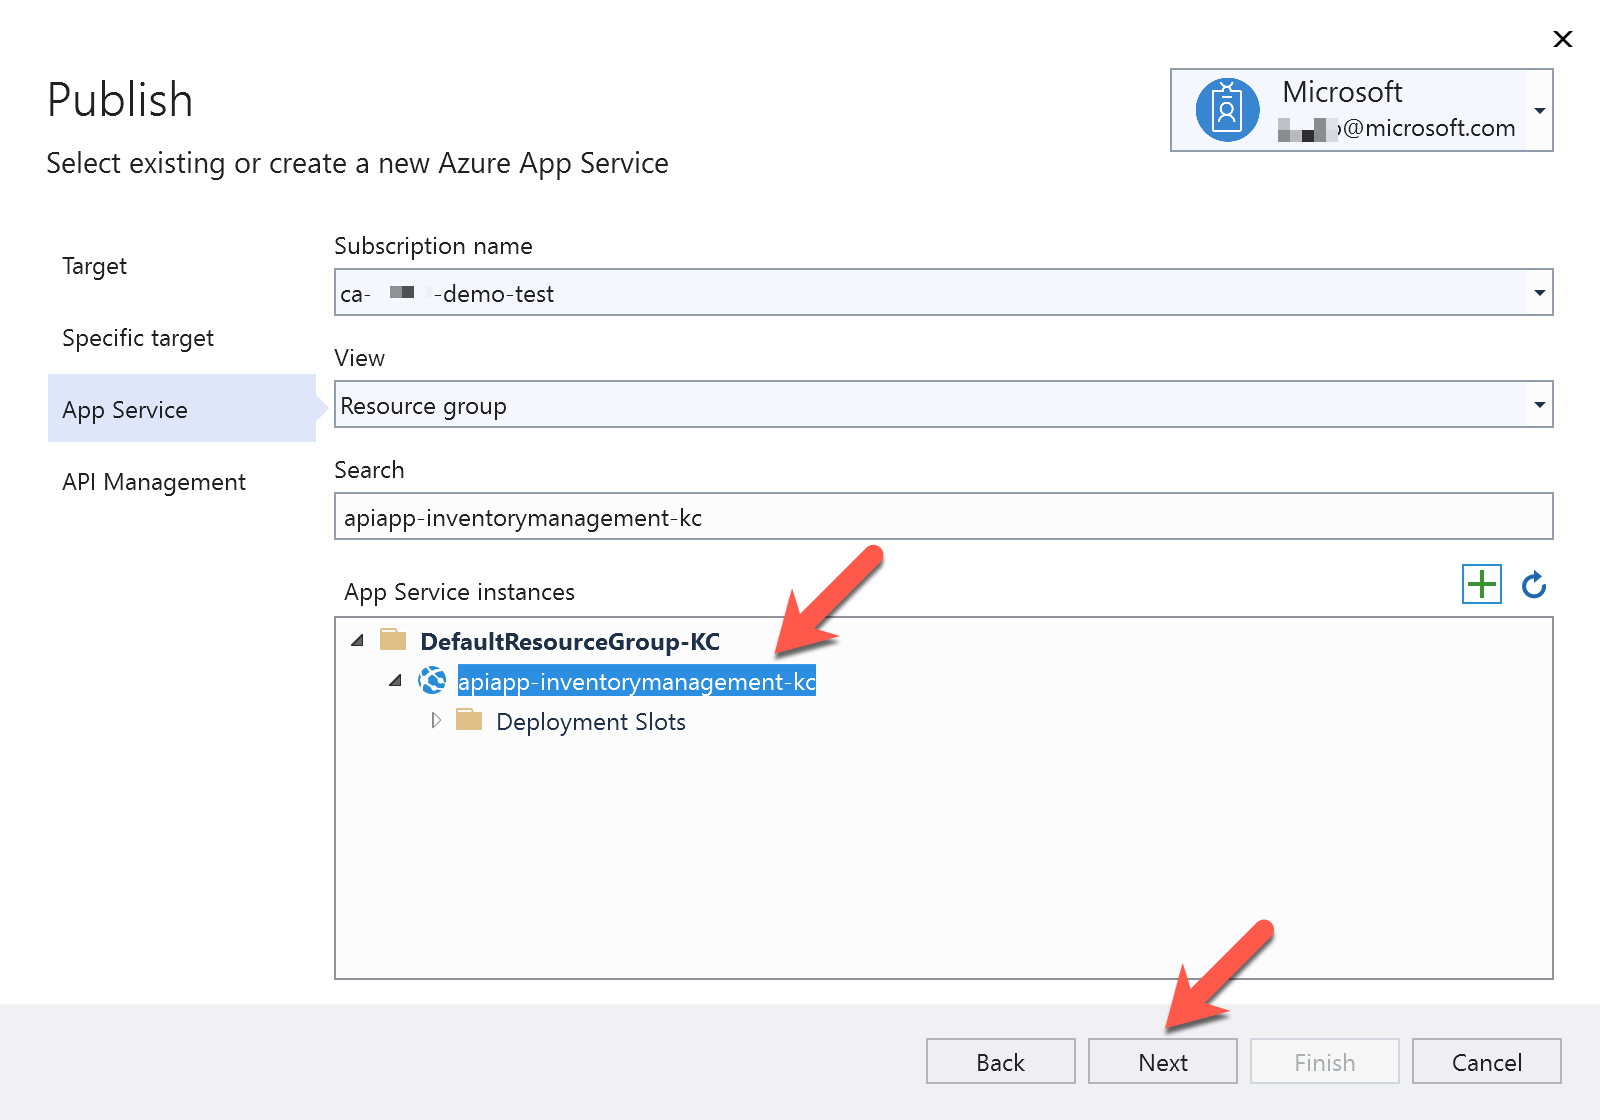 Publish
Select existing or create a new Azure App Service
Microsoft
@microsoft.com
Target
Specific target
App Service
API Management
Subscription name
ca- -demo-test
View
Resource group
Search
apiapp-inventorymanagement-kc
App Service instances
DefaultResourceGroup-KC
apiapp-inventorymanagement-kc
Deployment Slots
Back
Next
Finish
Cancel